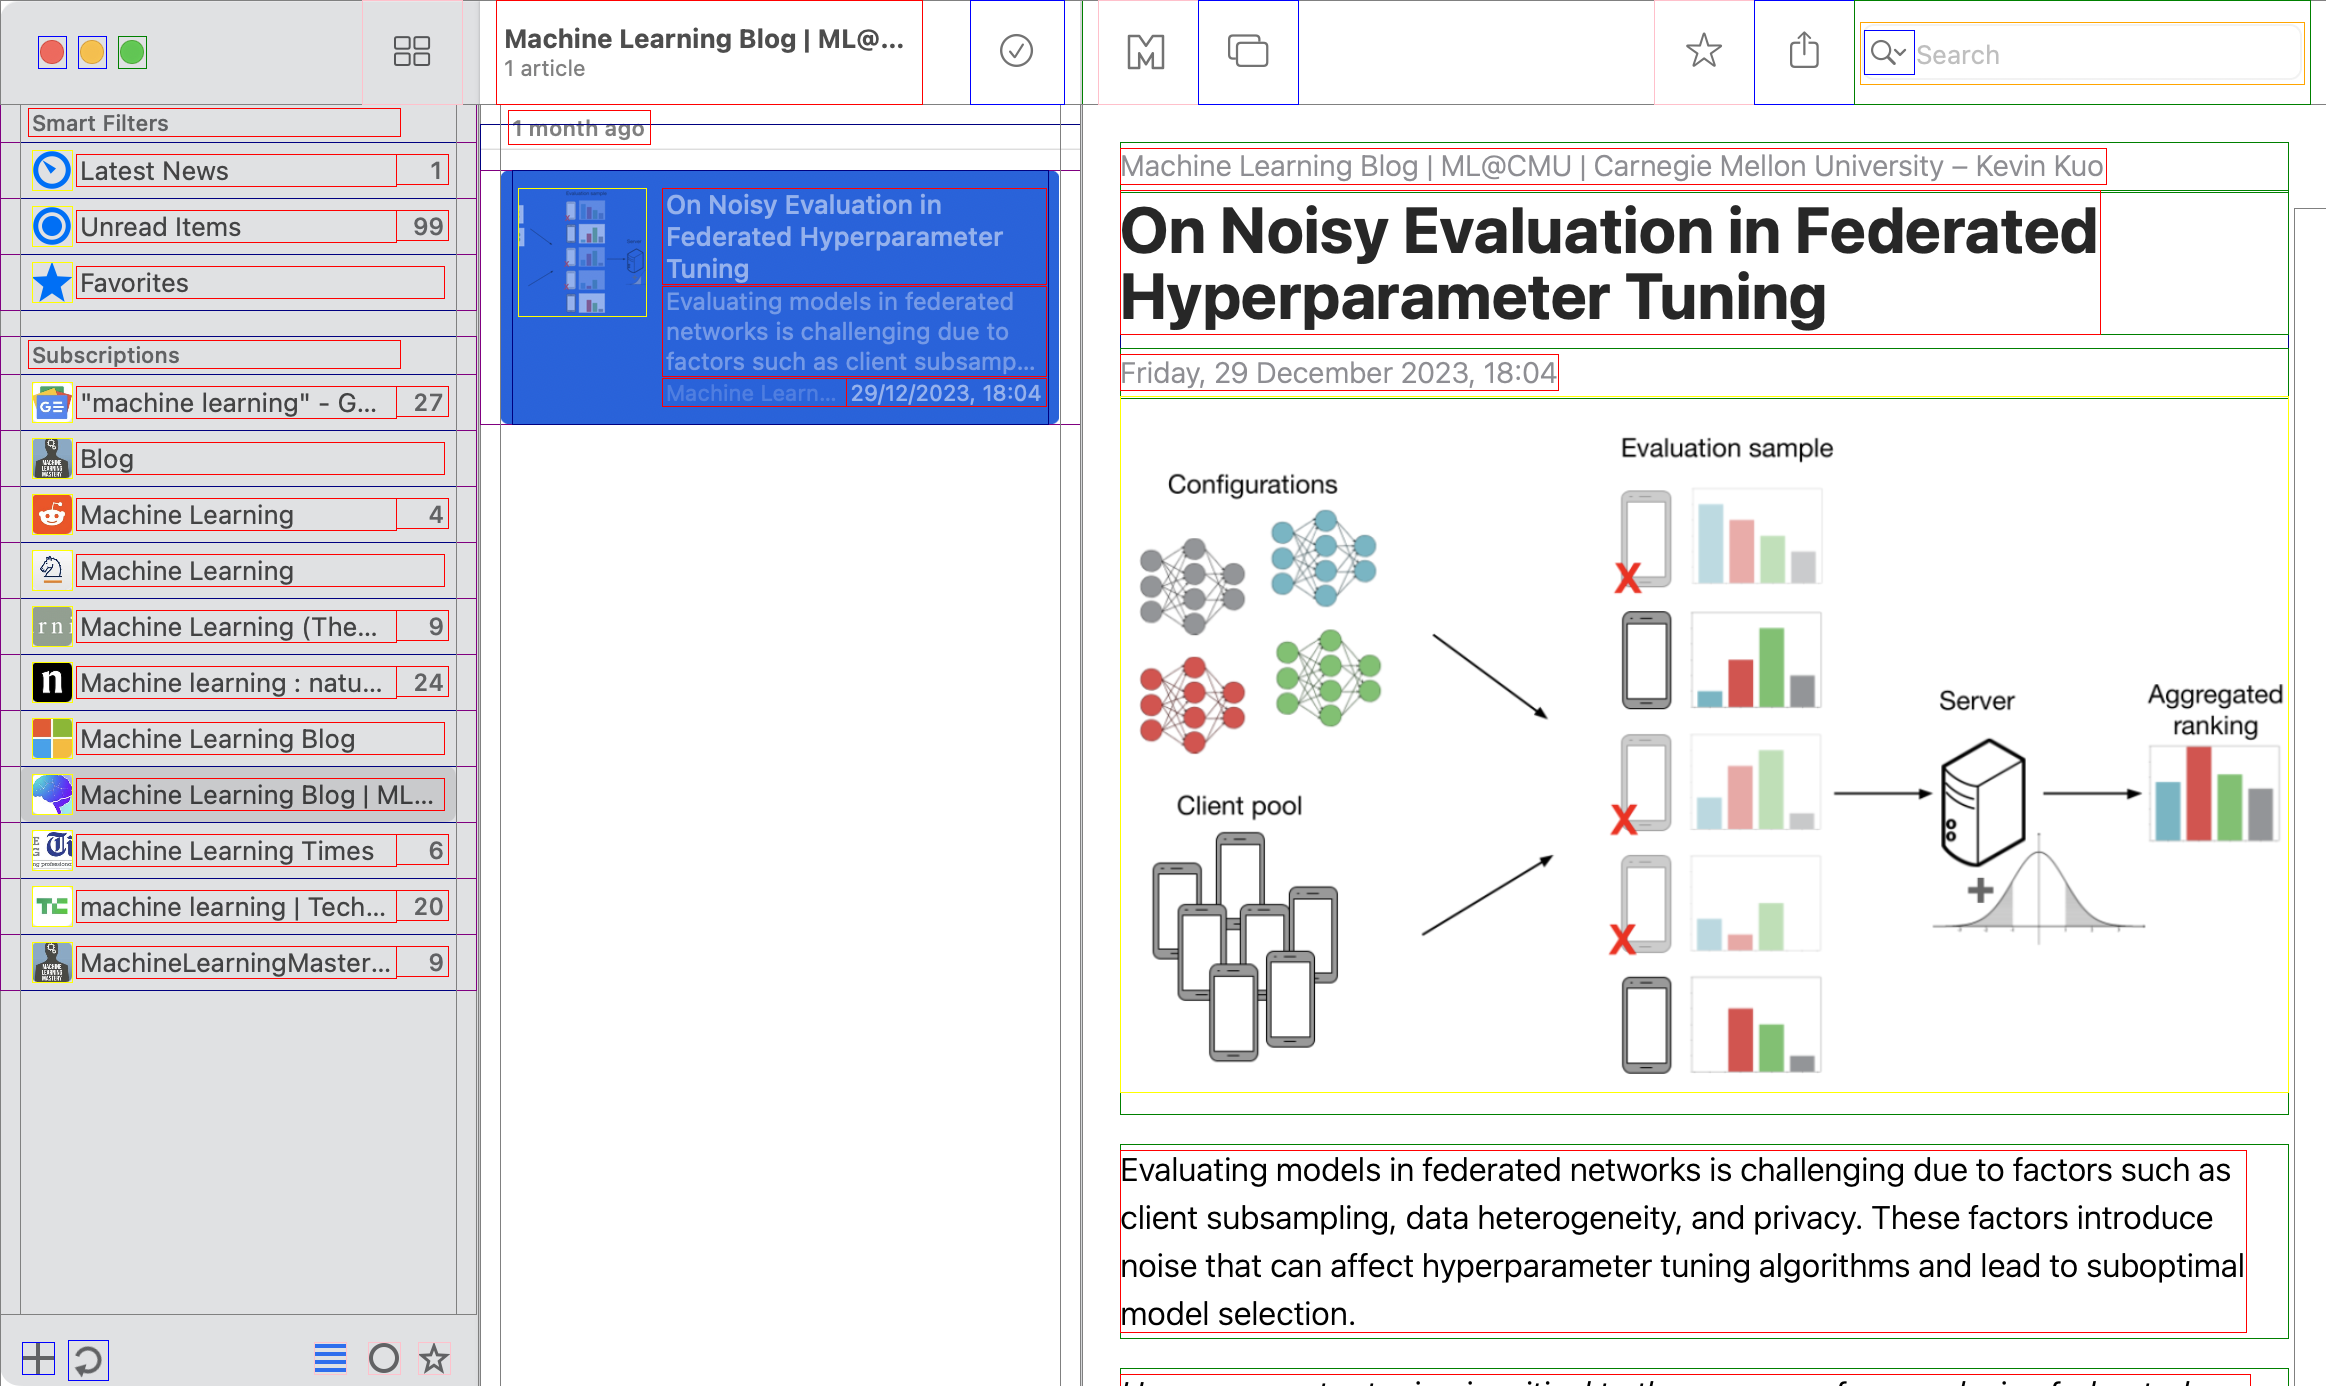 Machine Learning Blog | ML@...
1 article
Search
Smart Filters
Latest News 1
Unread Items 99
Favorites
Subscriptions
"machine learning" - G... 27
Blog
Machine Learning 4
Machine Learning
Machine Learning (The... 9
Machine learning : natu... 24
Machine Learning Blog
Machine Learning Blog | ML...
Machine Learning Times 6
machine learning | Tech... 20
MachineLearningMaster... 9
1 month ago
On Noisy Evaluation in
Federated Hyperparameter
Tuning
Evaluating models in federated
networks is challenging due to
factors such as client subsamp...
Machine Learn... 29/12/2023, 18:04
Machine Learning Blog | ML@CMU | Carnegie Mellon University – Kevin Kuo
On Noisy Evaluation in Federated
Hyperparameter Tuning
Friday, 29 December 2023, 18:04
Evaluation sample
Configurations
Server
Aggregated
ranking
Client pool
Evaluating models in federated networks is challenging due to factors such as
client subsampling, data heterogeneity, and privacy. These factors introduce
noise that can affect hyperparameter tuning algorithms and lead to suboptimal
model selection.